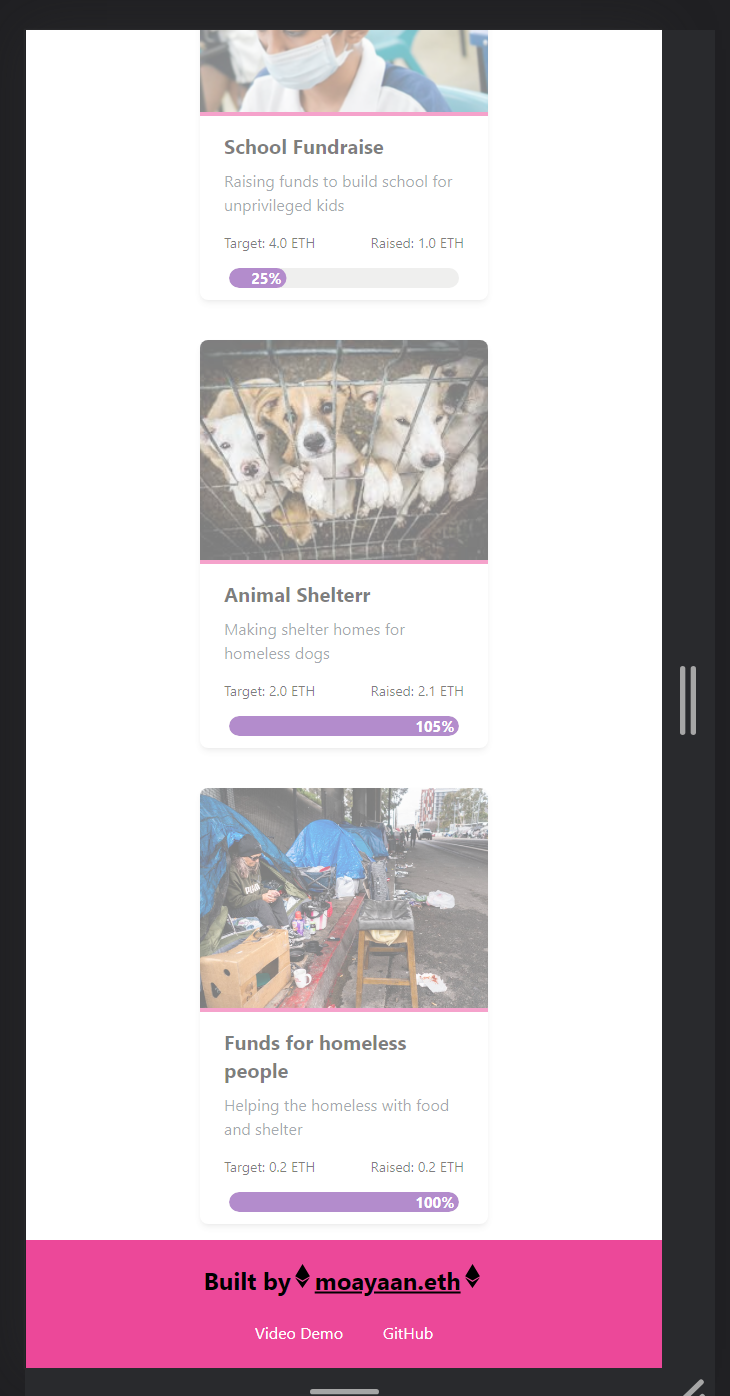 School Fundraise
Raising funds to build school for
unprivileged kids
Target: 4.0 ETH Raised: 1.0 ETH
25%
Animal Shelterr
Making shelter homes for
homeless dogs
Target: 2.0 ETH Raised: 2.1 ETH
105%
Funds for homeless
people
Helping the homeless with food
and shelter
Target: 0.2 ETH Raised: 0.2 ETH
100%
Built by moayaan.eth
Video Demo GitHub